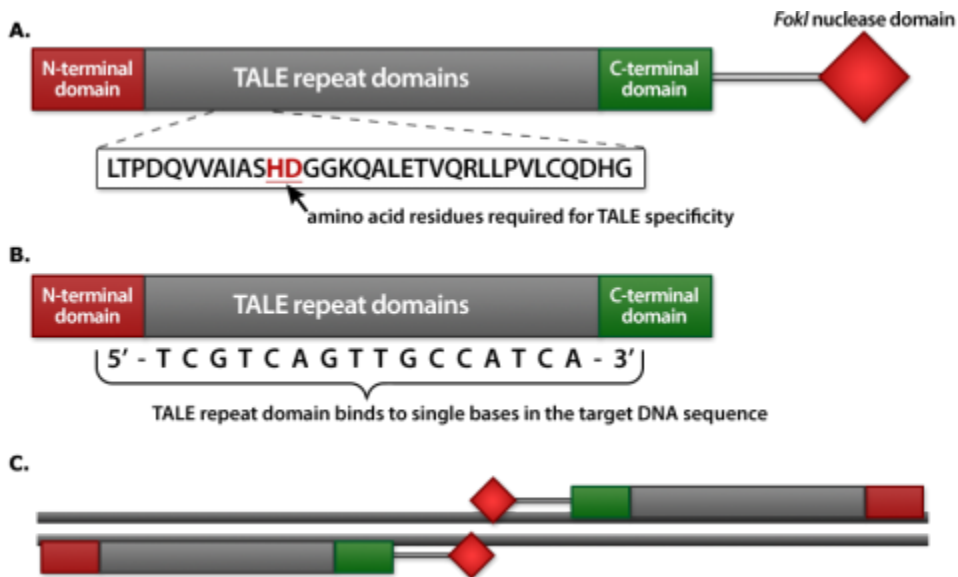 A.
FokI nuclease domain
N-terminal
domain
TALE repeat domains
C-terminal
domain
LTPDQVVAIASHDGGKQALETVQRLLPVLCQDHG
amino acid residues required for TALE specificity
B.
N-terminal
domain
TALE repeat domains
C-terminal
domain
5' - T C G T C A G T T G C C A T C A - 3'
TALE repeat domain binds to single bases in the target DNA sequence
C.